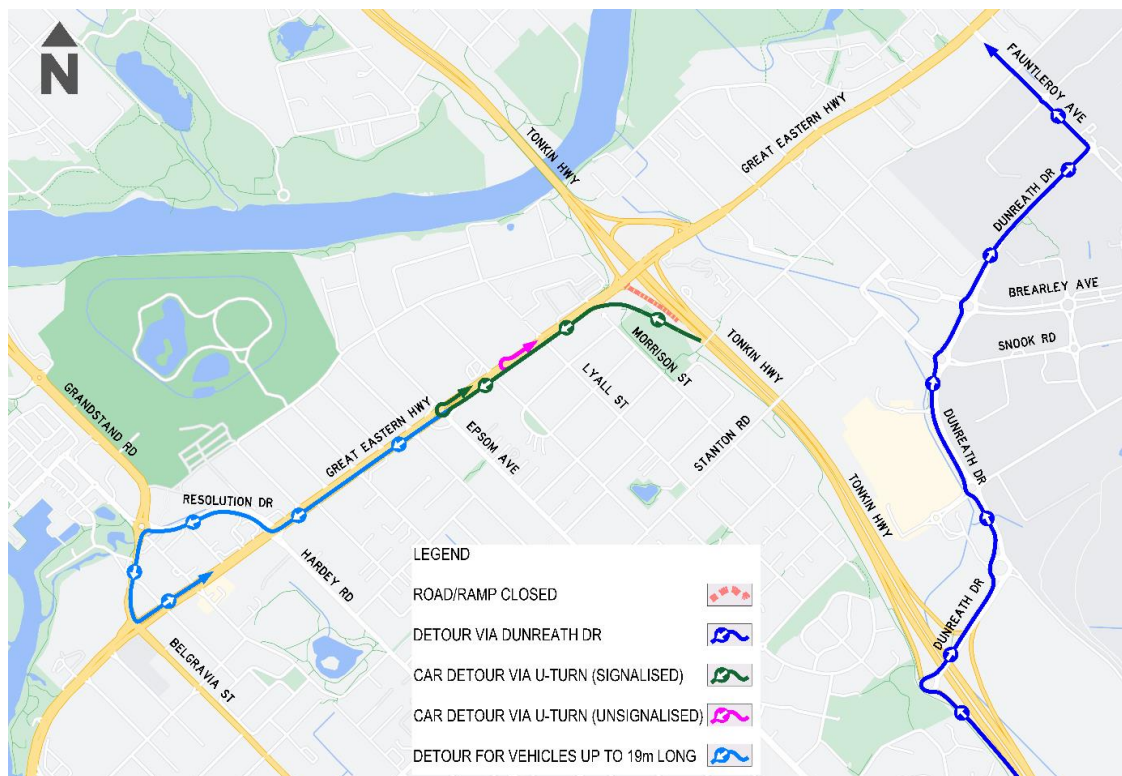 N
FAUNTLEROY AVE
TONKIN HWY
GREAT EASTERN HWY
DUNREATH DR
BREARLEY AVE
SNOOK RD
TONKIN HWY
MORRISON ST
LYALL ST
GRANDSTAND RD
GREAT EASTERN HWY
EPSOM AVE
STANTON RD
DUNREATH DR
TONKIN HWY
RESOLUTION DR
HARDEY RD
BELGRAVIA ST
DUNREATH DR
LEGEND
ROAD/RAMP CLOSED
DETOUR VIA DUNREATH DR
CAR DETOUR VIA U-TURN (SIGNALISED)
CAR DETOUR VIA U-TURN (UNSIGNALISED)
DETOUR FOR VEHICLES UP TO 19m LONG